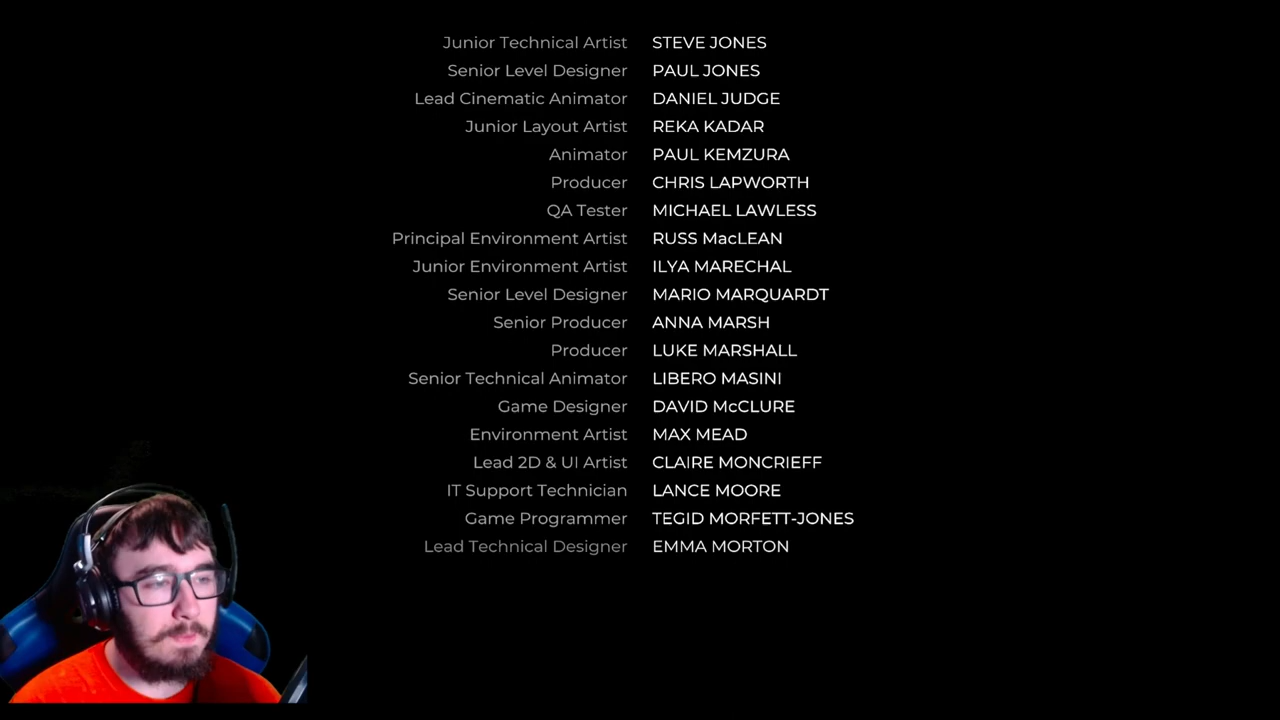 Junior Technical Artist STEVE JONES
Senior Level Designer PAUL JONES
Lead Cinematic Animator DANIEL JUDGE
Junior Layout Artist REKA KADAR
Animator PAUL KEMZURA
Producer CHRIS LAPWORTH
QA Tester MICHAEL LAWLESS
Principal Environment Artist RUSS MacLEAN
Junior Environment Artist ILYA MARECHAL
Senior Level Designer MARIO MARQUARDT
Senior Producer ANNA MARSH
Producer LUKE MARSHALL
Senior Technical Animator LIBERO MASINI
Game Designer DAVID McCLURE
Environment Artist MAX MEAD
Lead 2D & UI Artist CLAIRE MONCRIEFF
IT Support Technician LANCE MOORE
Game Programmer TEGID MORFETT-JONES
Lead Technical Designer EMMA MORTON